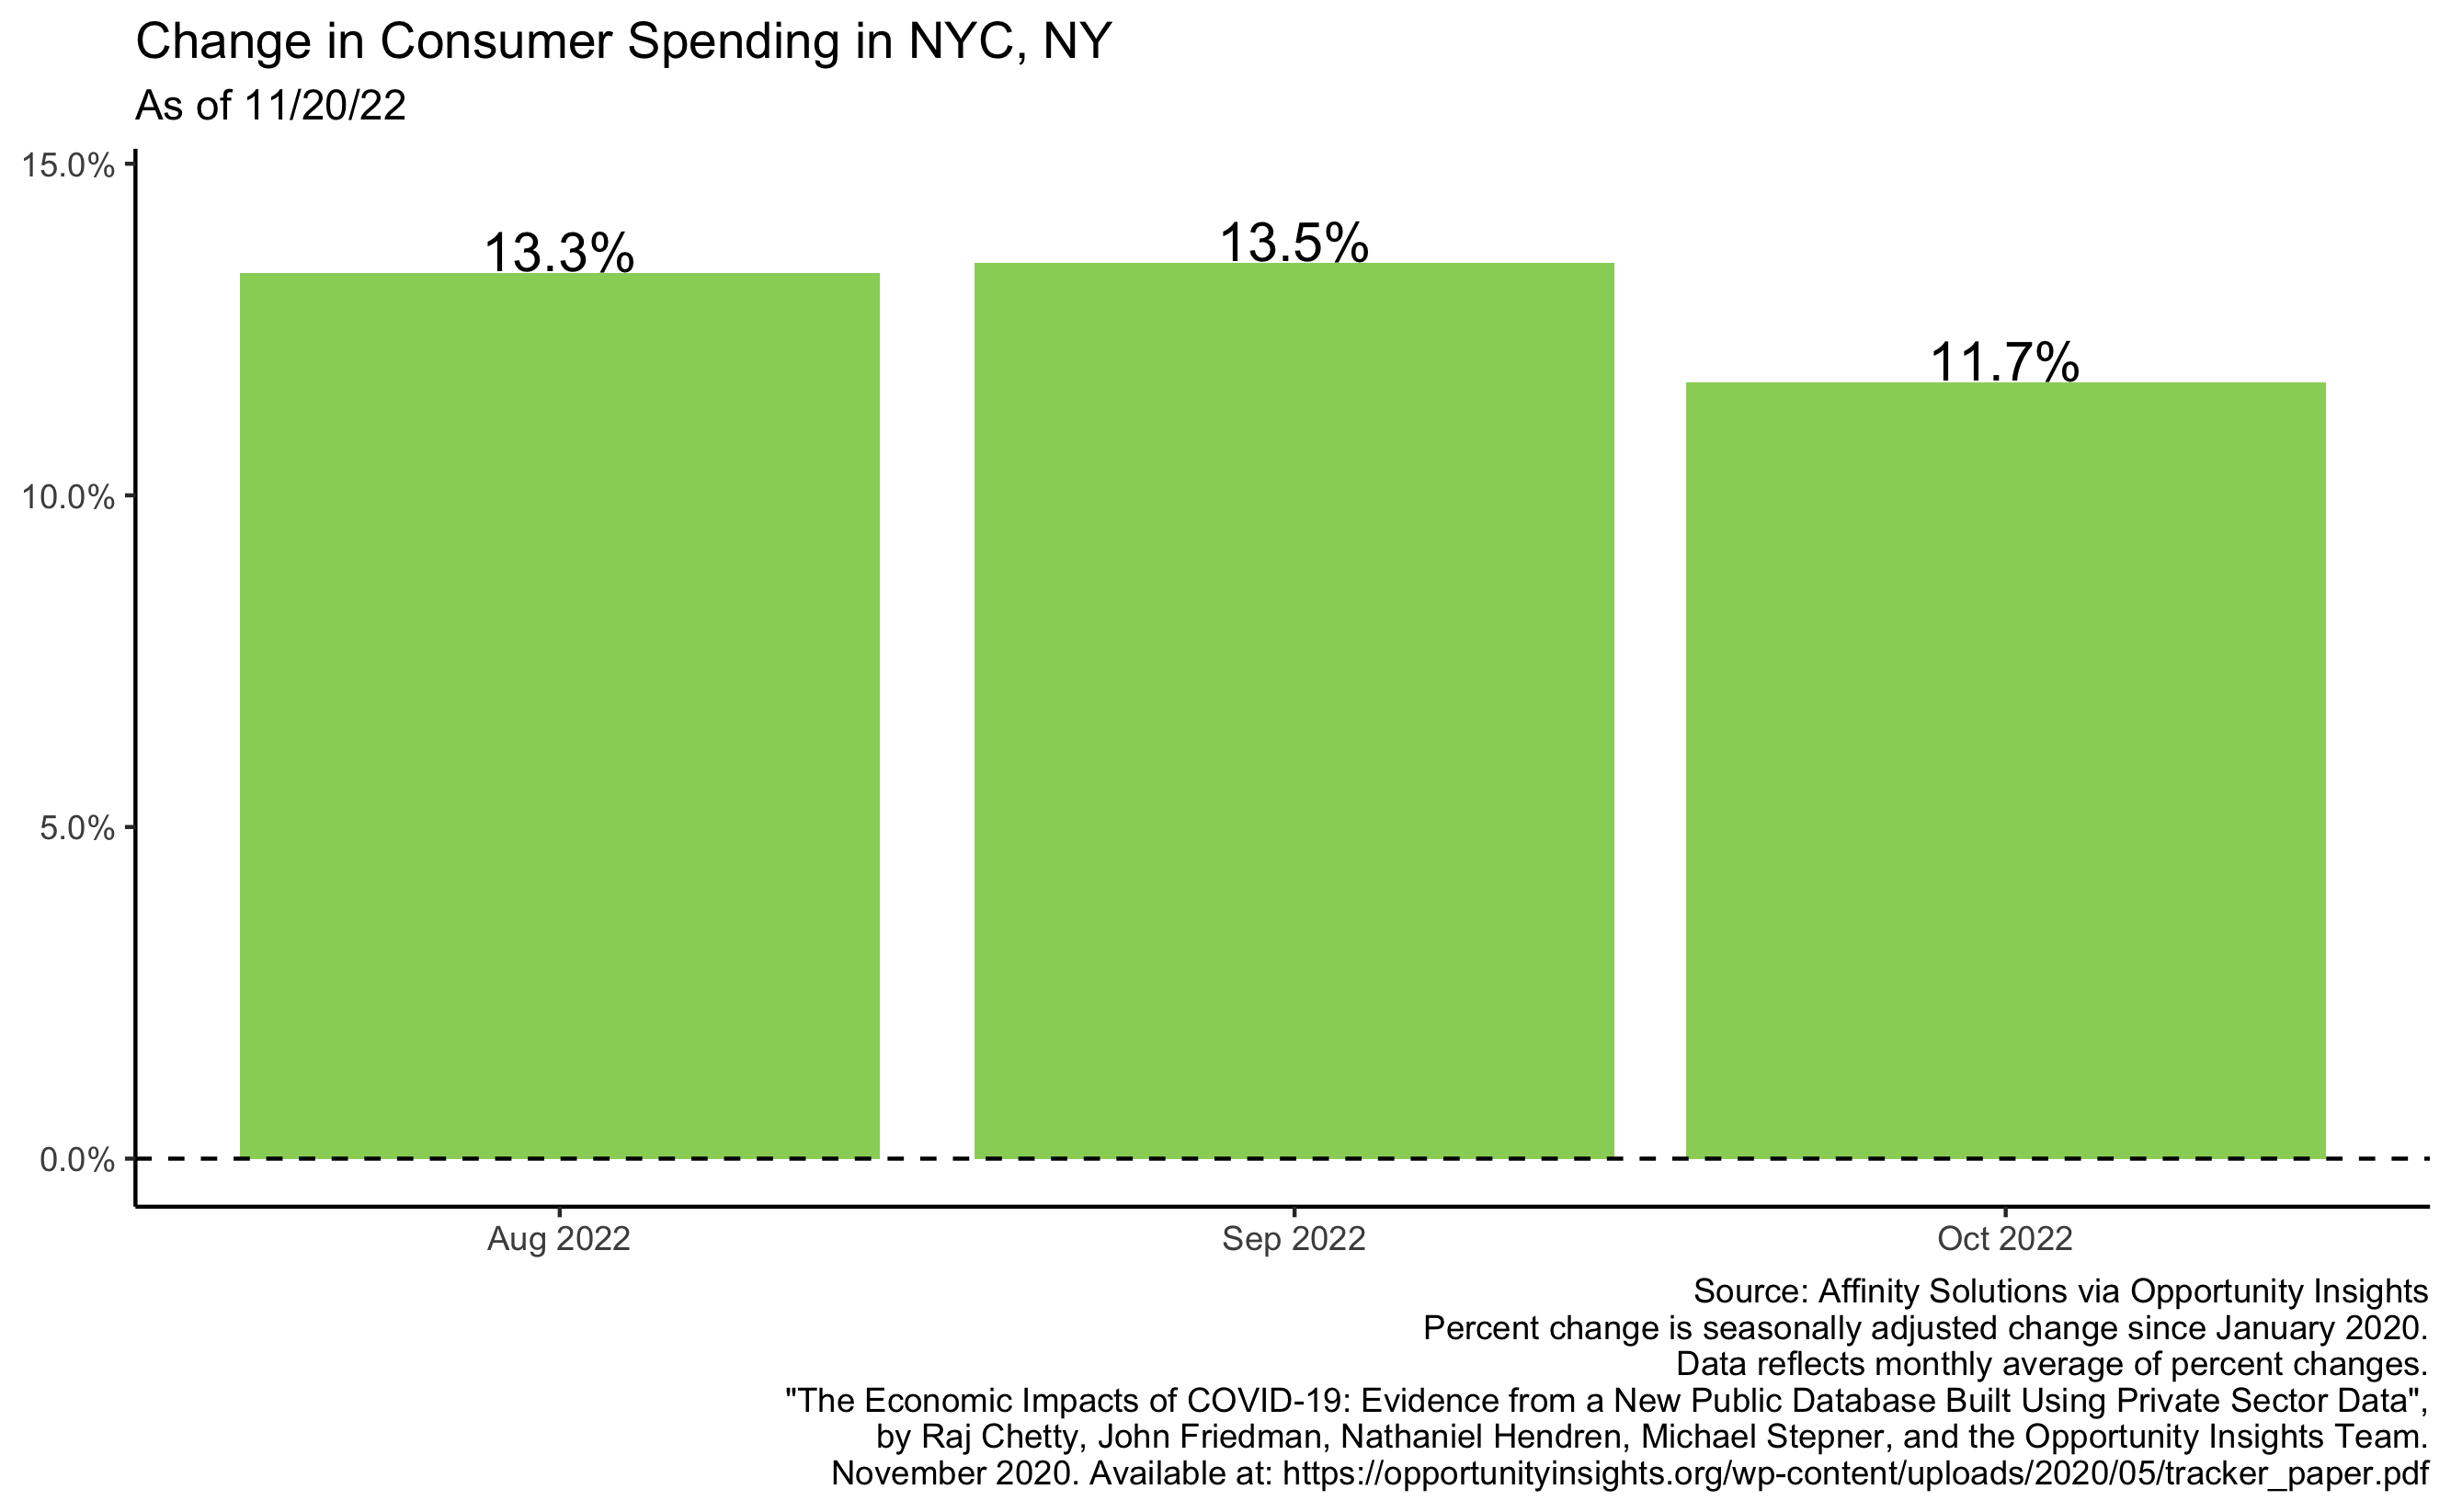 Change in Consumer Spending in NYC, NY
As of 11/20/22
15.0%
10.0%
5.0%
0.0%
13.3%
13.5%
11.7%
Aug 2022
Sep 2022
Oct 2022
Source: Affinity Solutions via Opportunity Insights
Percent change is seasonally adjusted change since January 2020.
Data reflects monthly average of percent changes.
"The Economic Impacts of COVID-19: Evidence from a New Public Database Built Using Private Sector Data",
by Raj Chetty, John Friedman, Nathaniel Hendren, Michael Stepner, and the Opportunity Insights Team.
November 2020. Available at: https://opportunityinsights.org/wp-content/uploads/2020/05/tracker_paper.pdf